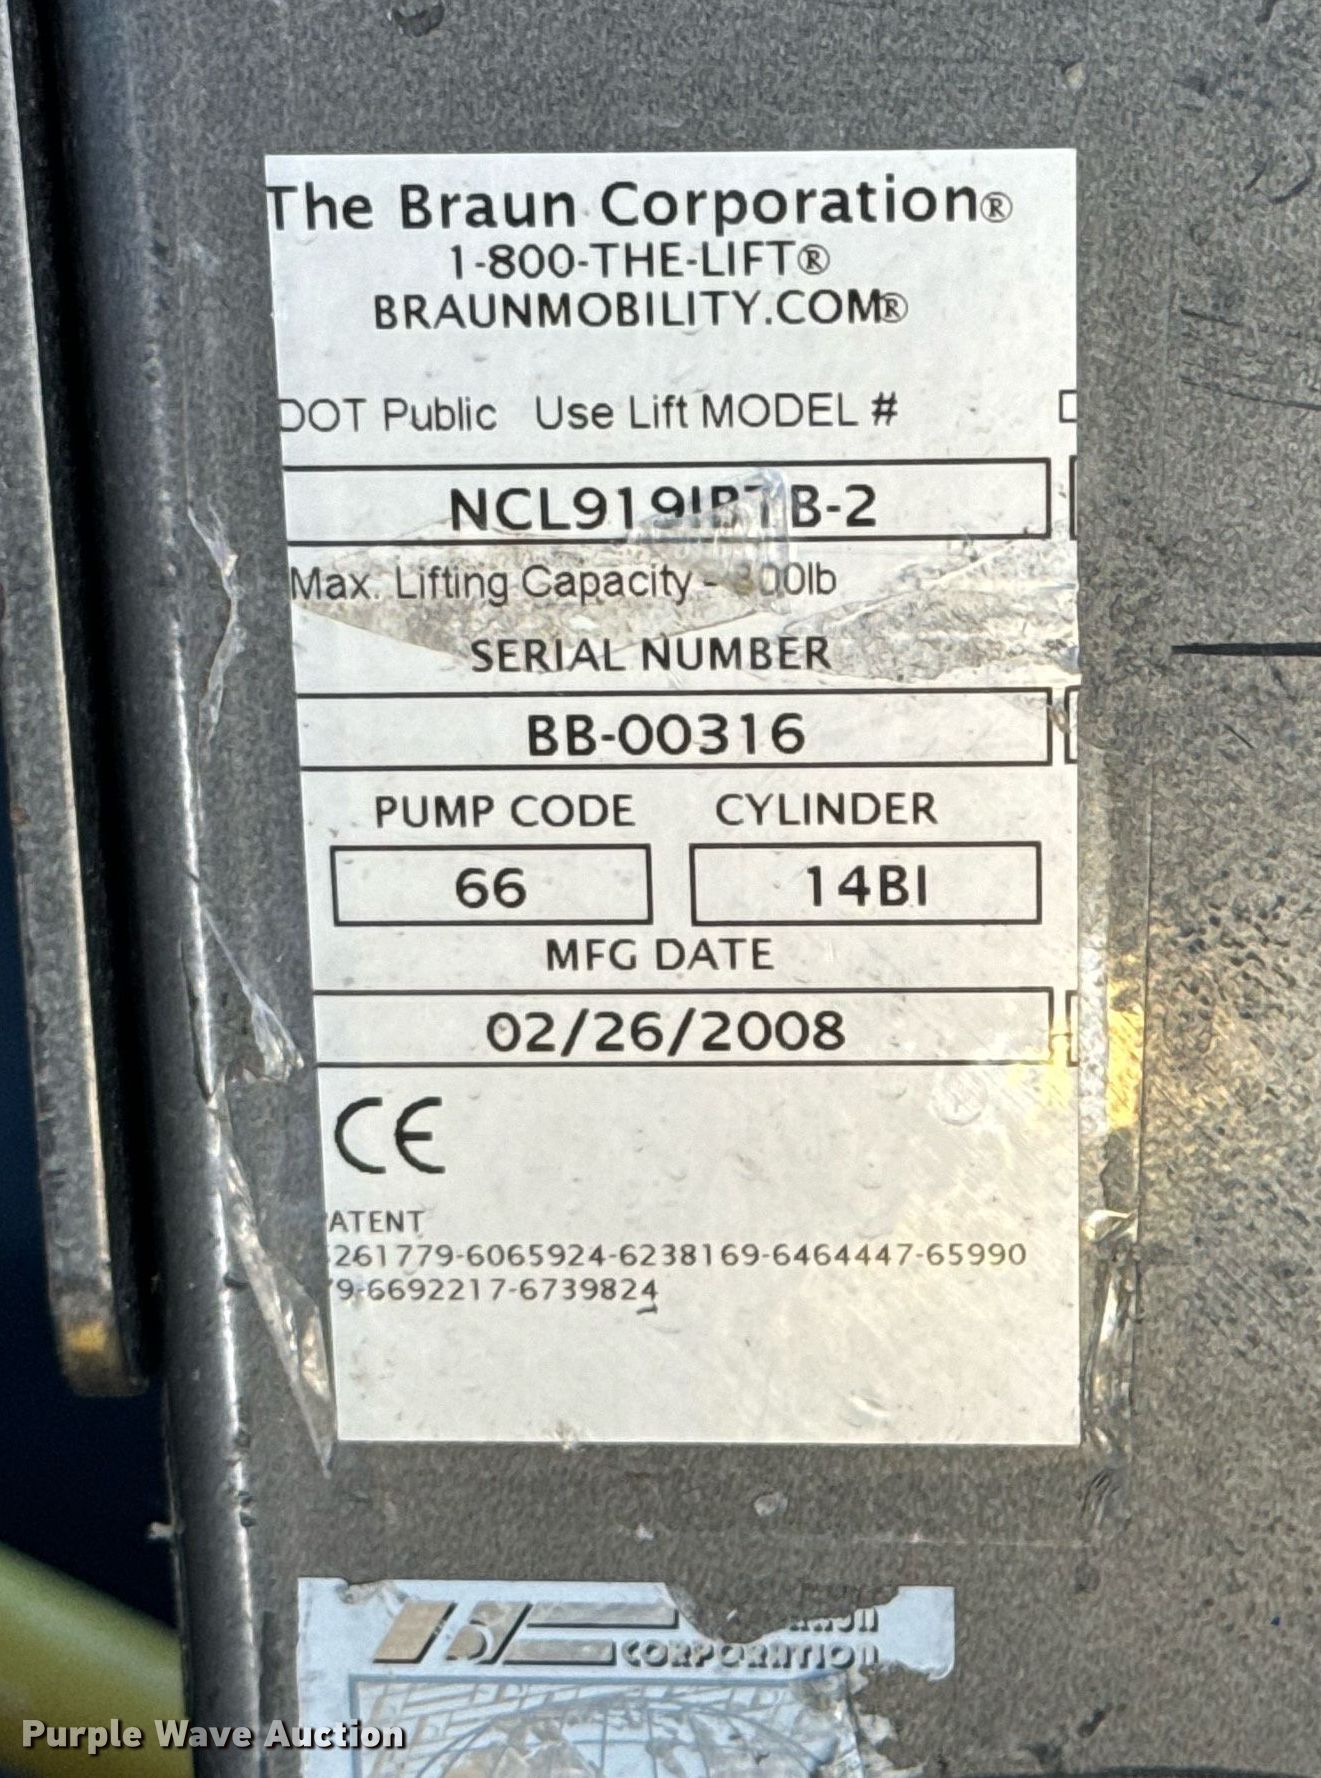 The Braun Corporation®
1-800-THE-LIFT®
BRAUNMOBILITY.COM®
DOT Public Use Lift MODEL #
Max. Lifting Capacity -
SERIAL NUMBER
BB-00316
PUMP CODE CYLINDER
66 14BI
MFG DATE
02/26/2008
CE
ATENT
261779-6065924-6238169-6464447-65990
9-6692217-6739824
CORPORATION
Purple Wave Auction